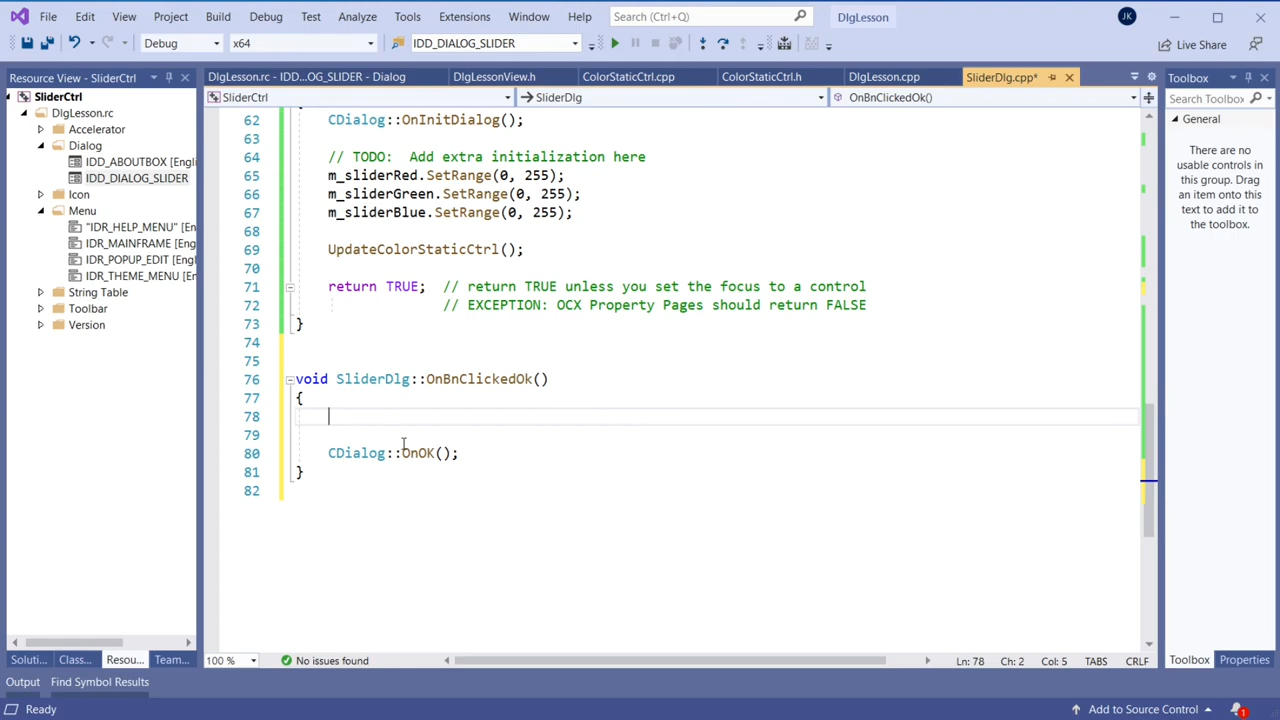 File Edit View Project Build Debug Test Analyze Tools Extensions Window Help Search (Ctrl+Q) DlgLesson JK
Debug x64 IDD_DIALOG_SLIDER Live Share
Resource View - SliderCtrl DlgLesson.rc - IDD...OG_SLIDER - Dialog DlgLessonView.h ColorStaticCtrl.cpp ColorStaticCtrl.h DlgLesson.cpp SliderDlg.cpp* Toolbox
SliderCtrl SliderDlg OnBnClickedOk()
SliderCtrl
DlgLesson.rc
Accelerator
Dialog
IDD_ABOUTBOX [Engl
IDD_DIALOG_SLIDER
Icon
Menu
"IDR_HELP_MENU" [E
IDR_MAINFRAME [Eng
IDR_POPUP_EDIT [Eng
IDR_THEME_MENU [En
String Table
Toolbar
Version
62 CDialog::OnInitDialog();
63
64 // TODO:  Add extra initialization here
65 m_sliderRed.SetRange(0, 255);
66 m_sliderGreen.SetRange(0, 255);
67 m_sliderBlue.SetRange(0, 255);
68
69 UpdateColorStaticCtrl();
70
71 return TRUE;  // return TRUE unless you set the focus to a control
72 // EXCEPTION: OCX Property Pages should return FALSE
73 }
74
75
76 void SliderDlg::OnBnClickedOk()
77 {
78
79
80 CDialog::OnOK();
81 }
82
Search Toolbox
General
There are no
usable controls in
this group. Drag
an item onto this
text to add it to
the toolbox.
Soluti... Class... Resou... Team... 100 % No issues found Ln: 78 Ch: 2 Col: 5 TABS CRLF Toolbox Properties
Output Find Symbol Results
Ready Add to Source Control 1